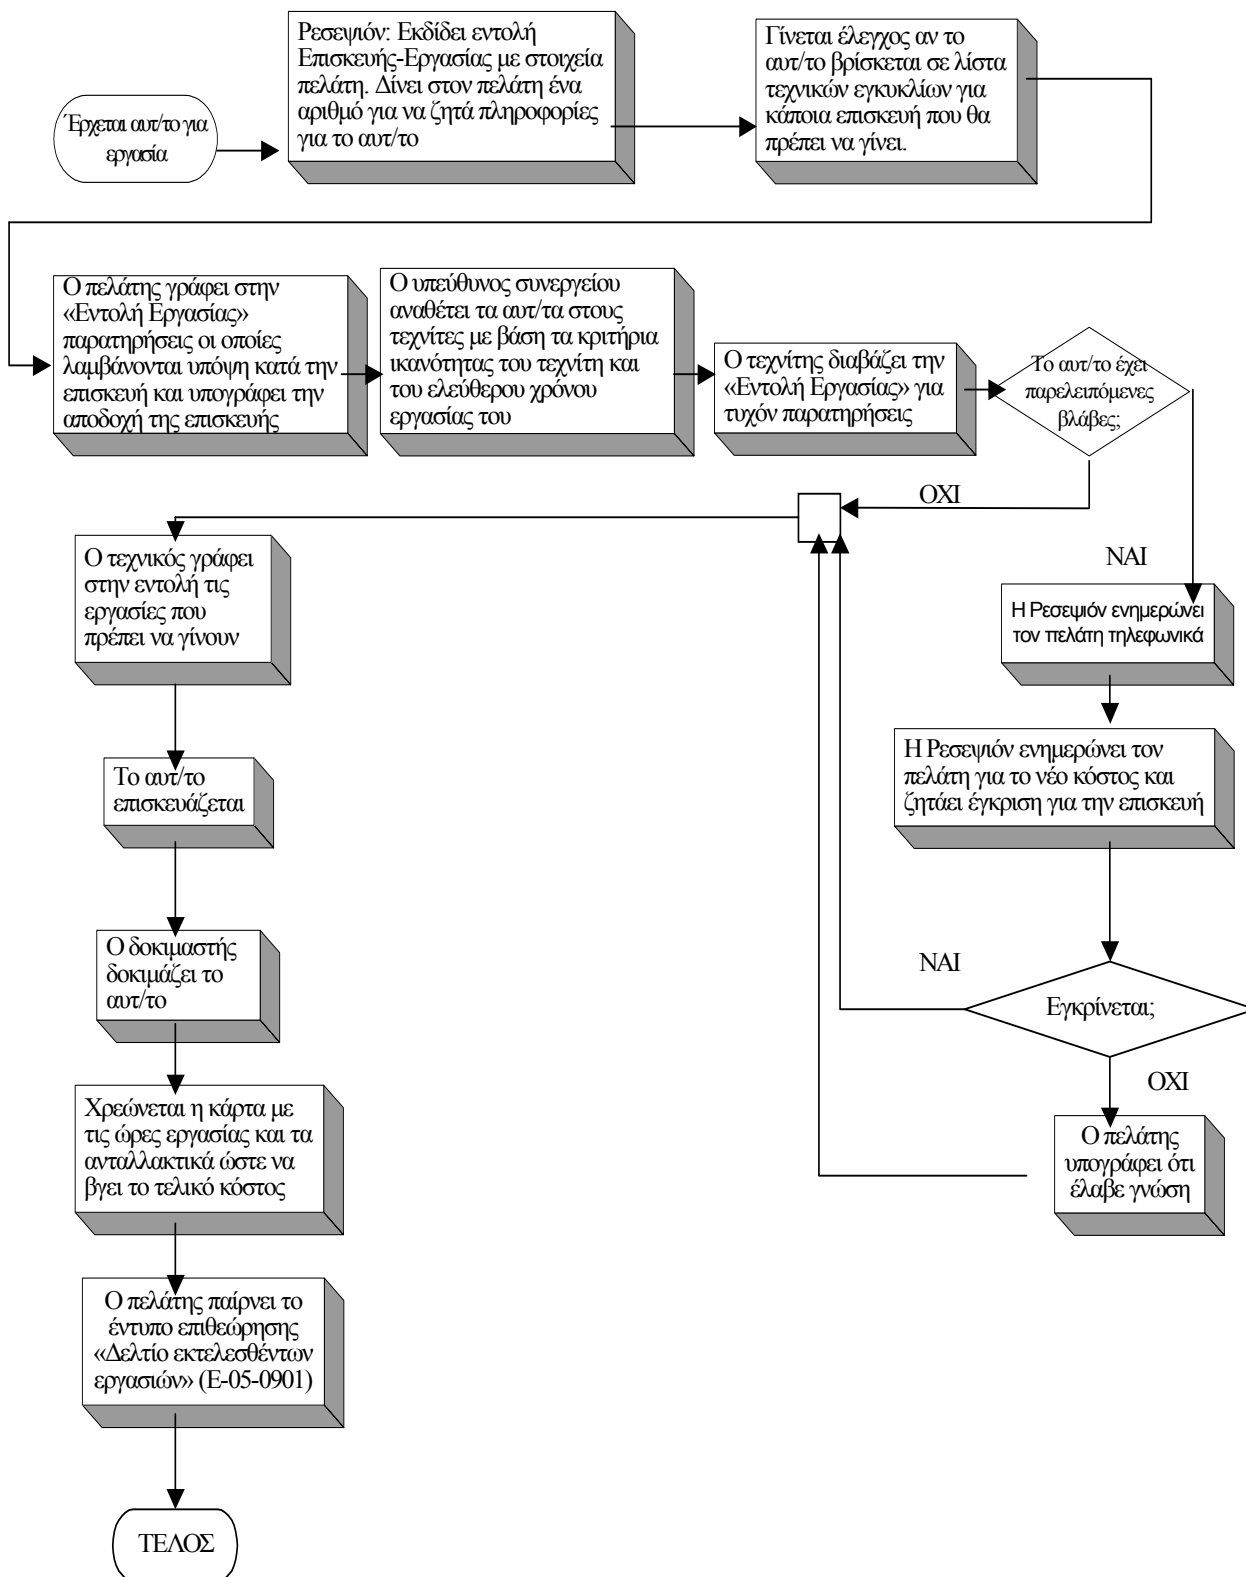 Έρχεται αυτ/το για
εργασία
Ρεσεψιόν: Εκδίδει εντολή
Επισκευής-Εργασίας με στοιχεία
πελάτη. Δίνει στον πελάτη ένα
αριθμό για να ζητά πληροφορίες
για το αυτ/το
Γίνεται έλεγχος αν το
αυτ/το βρίσκεται σε λίστα
τεχνικών εγκυκλίων για
κάποια επισκευή που θα
πρέπει να γίνει.
Ο πελάτης γράφει στην
«Εντολή Εργασίας»
παρατηρήσεις οι οποίες
λαμβάνονται υπόψη κατά την
επισκευή και υπογράφει την
αποδοχή της επισκευής
Ο υπεύθυνος συνεργείου
αναθέτει τα αυτ/τα στους
τεχνίτες με βάση τα κριτήρια
ικανότητας του τεχνίτη και
του ελεύθερου χρόνου
εργασίας του
Ο τεχνίτης διαβάζει την
«Εντολή Εργασίας» για
τυχόν παρατηρήσεις
Το αυτ/το έχει
παρελειπόμενες
βλάβες;
ΟΧΙ
ΝΑΙ
Η Ρεσεψιόν ενημερώνει
τον πελάτη τηλεφωνικά
Η Ρεσεψιόν ενημερώνει τον
πελάτη για το νέο κόστος και
ζητάει έγκριση για την επισκευή
Εγκρίνεται;
ΝΑΙ
ΟΧΙ
Ο πελάτης
υπογράφει ότι
έλαβε γνώση
Ο τεχνικός γράφει
στην εντολή τις
εργασίες που
πρέπει να γίνουν
Το αυτ/το
επισκευάζεται
Ο δοκιμαστής
δοκιμάζει το
αυτ/το
Χρεώνεται η κάρτα με
τις ώρες εργασίας και τα
ανταλλακτικά ώστε να
βγει το τελικό κόστος
Ο πελάτης παίρνει το
έντυπο επιθεώρησης
«Δελτίο εκτελεσθέντων
εργασιών» (Ε-05-0901)
ΤΕΛΟΣ